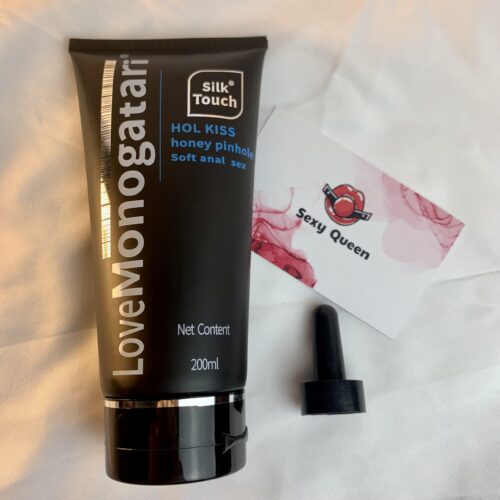 LoveMonogatari®
Silk®
Touch
HOL KISS
honey pinhole
Soft anal sex
Net Content
200ml
Sexy Queen